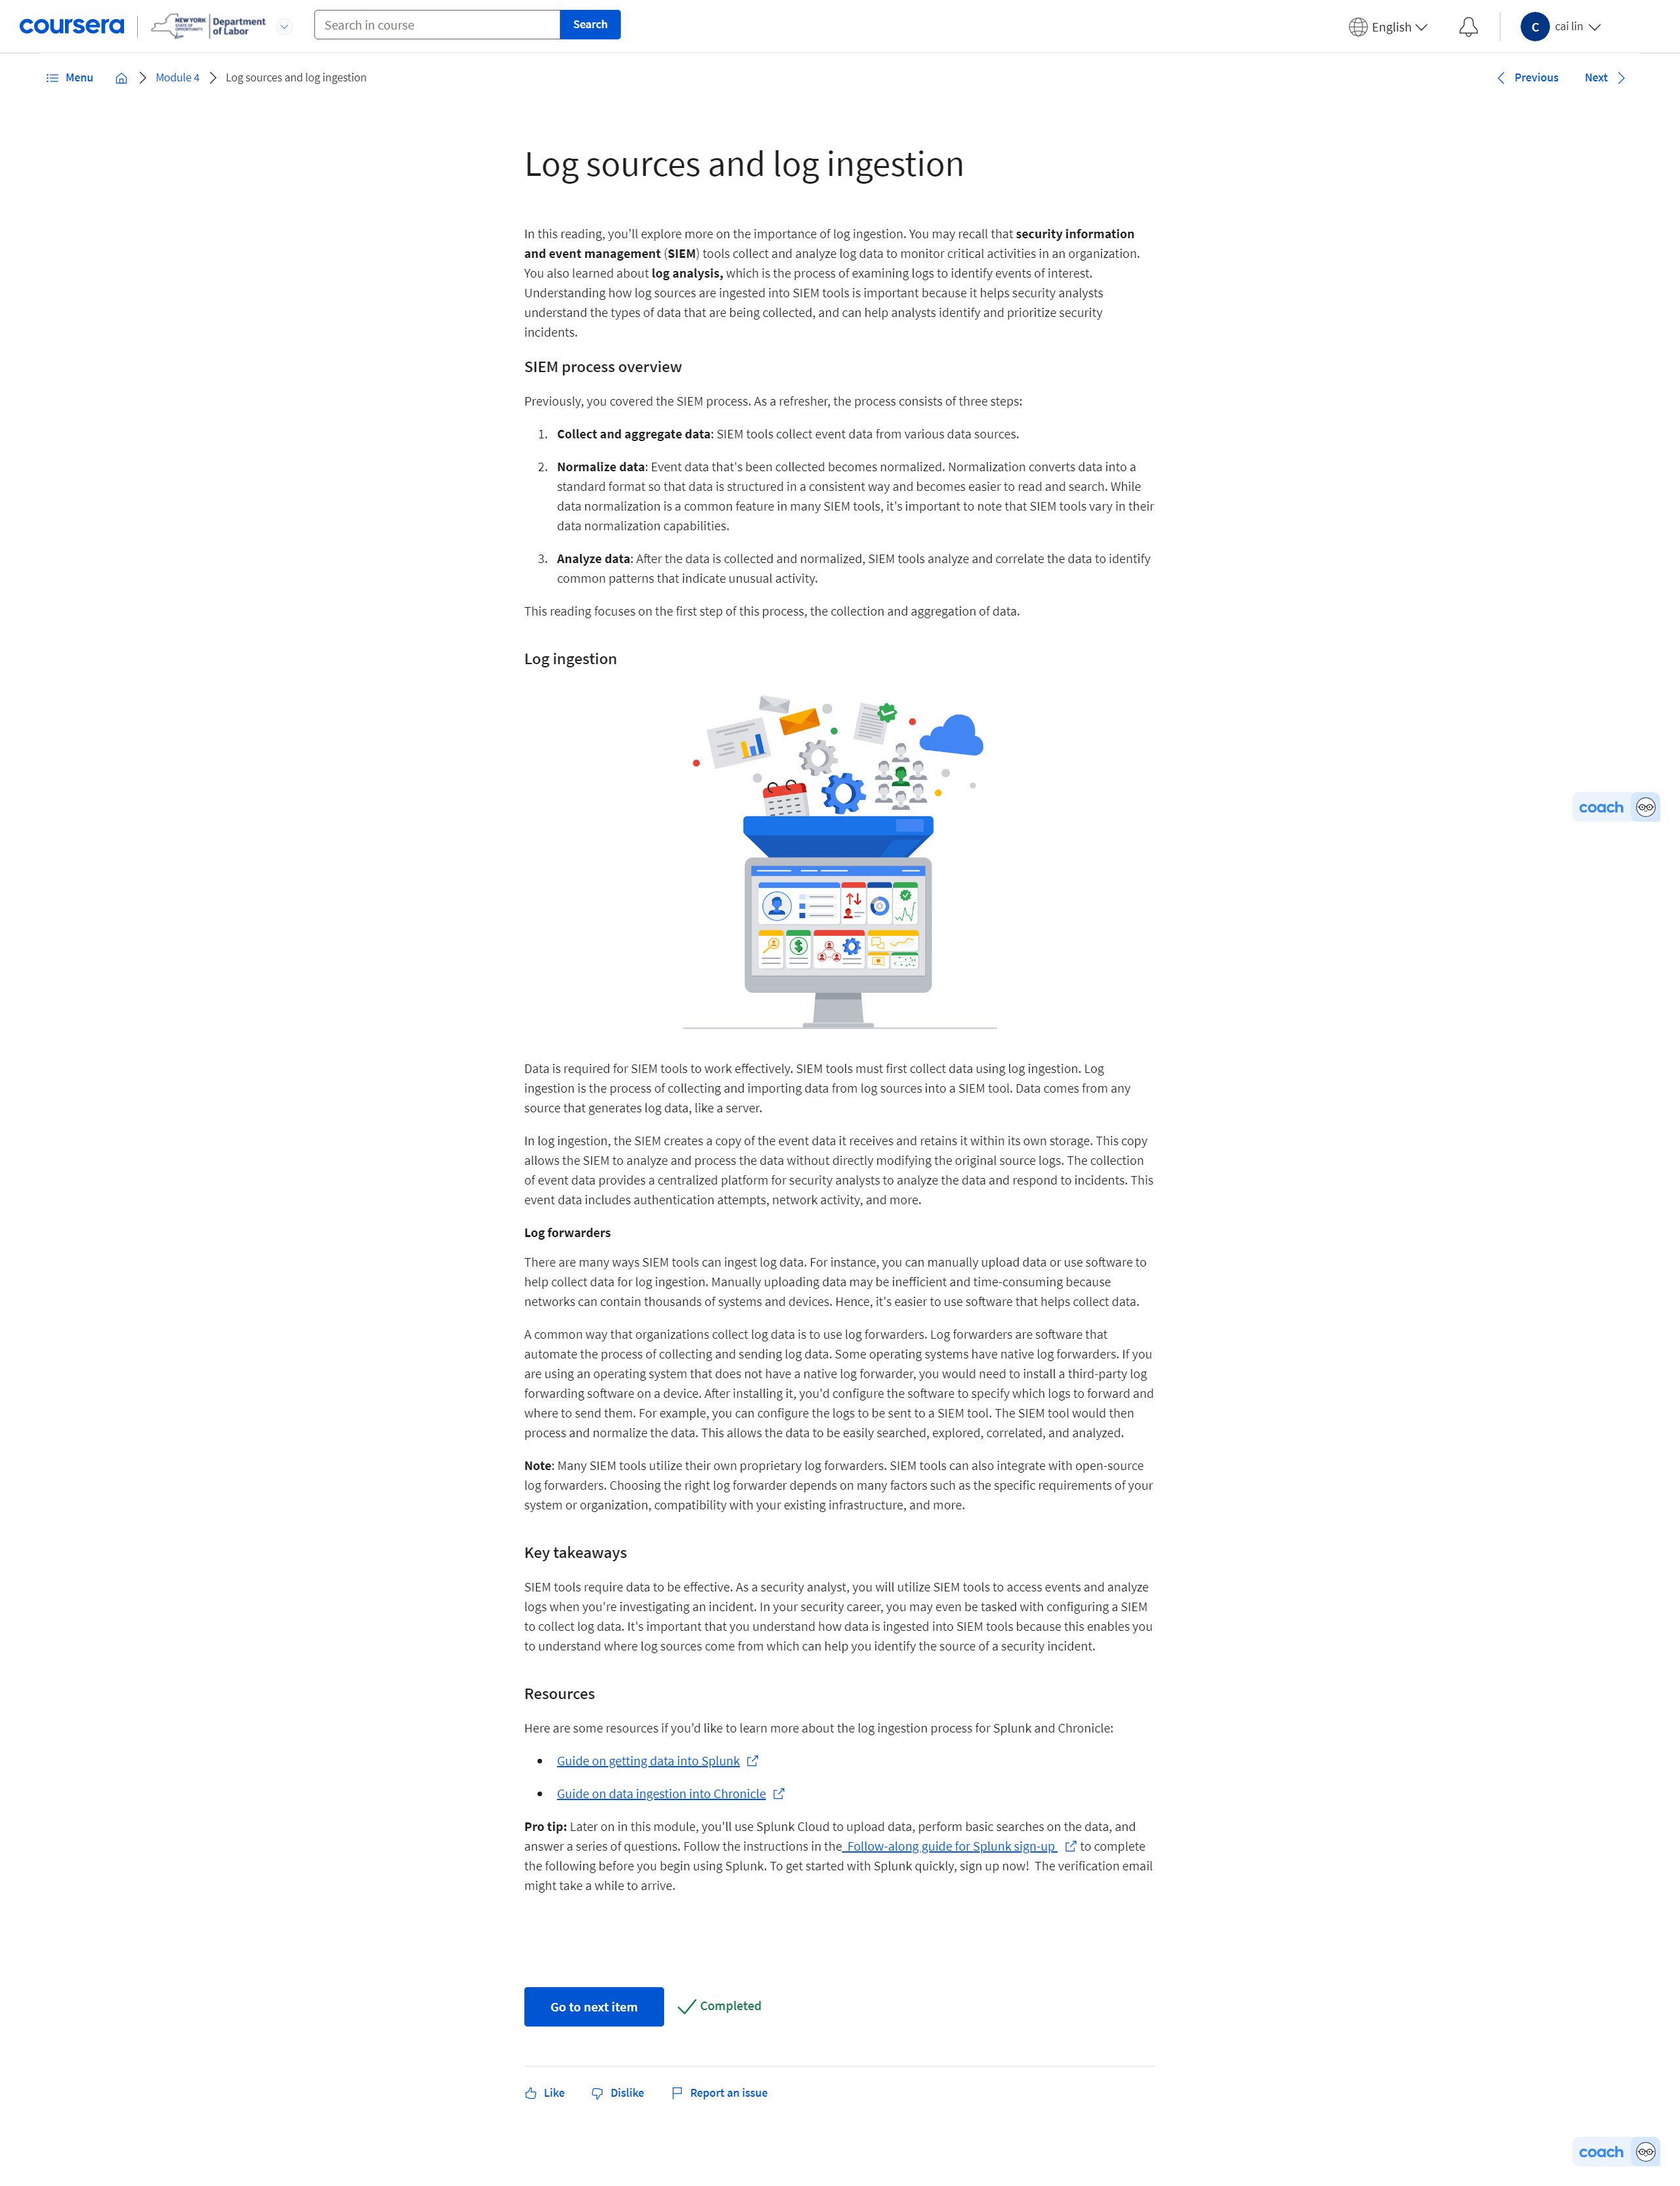 coursera
NEW YORK
STATE OF
OPPORTUNITY
Department
of Labor
Search in course
Search
English
C
cai lin
Menu
Module 4
Log sources and log ingestion
Previous
Next
Log sources and log ingestion
In this reading, you'll explore more on the importance of log ingestion. You may recall that security information
and event management (SIEM) tools collect and analyze log data to monitor critical activities in an organization.
You also learned about log analysis, which is the process of examining logs to identify events of interest.
Understanding how log sources are ingested into SIEM tools is important because it helps security analysts
understand the types of data that are being collected, and can help analysts identify and prioritize security
incidents.
SIEM process overview
Previously, you covered the SIEM process. As a refresher, the process consists of three steps:
1. Collect and aggregate data: SIEM tools collect event data from various data sources.
2. Normalize data: Event data that's been collected becomes normalized. Normalization converts data into a
standard format so that data is structured in a consistent way and becomes easier to read and search. While
data normalization is a common feature in many SIEM tools, it's important to note that SIEM tools vary in their
data normalization capabilities.
3. Analyze data: After the data is collected and normalized, SIEM tools analyze and correlate the data to identify
common patterns that indicate unusual activity.
This reading focuses on the first step of this process, the collection and aggregation of data.
Log ingestion
coach
Data is required for SIEM tools to work effectively. SIEM tools must first collect data using log ingestion. Log
ingestion is the process of collecting and importing data from log sources into a SIEM tool. Data comes from any
source that generates log data, like a server.
In log ingestion, the SIEM creates a copy of the event data it receives and retains it within its own storage. This copy
allows the SIEM to analyze and process the data without directly modifying the original source logs. The collection
of event data provides a centralized platform for security analysts to analyze the data and respond to incidents. This
event data includes authentication attempts, network activity, and more.
Log forwarders
There are many ways SIEM tools can ingest log data. For instance, you can manually upload data or use software to
help collect data for log ingestion. Manually uploading data may be inefficient and time-consuming because
networks can contain thousands of systems and devices. Hence, it's easier to use software that helps collect data.
A common way that organizations collect log data is to use log forwarders. Log forwarders are software that
automate the process of collecting and sending log data. Some operating systems have native log forwarders. If you
are using an operating system that does not have a native log forwarder, you would need to install a third-party log
forwarding software on a device. After installing it, you'd configure the software to specify which logs to forward and
where to send them. For example, you can configure the logs to be sent to a SIEM tool. The SIEM tool would then
process and normalize the data. This allows the data to be easily searched, explored, correlated, and analyzed.
Note: Many SIEM tools utilize their own proprietary log forwarders. SIEM tools can also integrate with open-source
log forwarders. Choosing the right log forwarder depends on many factors such as the specific requirements of your
system or organization, compatibility with your existing infrastructure, and more.
Key takeaways
SIEM tools require data to be effective. As a security analyst, you will utilize SIEM tools to access events and analyze
logs when you're investigating an incident. In your security career, you may even be tasked with configuring a SIEM
to collect log data. It's important that you understand how data is ingested into SIEM tools because this enables you
to understand where log sources come from which can help you identify the source of a security incident.
Resources
Here are some resources if you'd like to learn more about the log ingestion process for Splunk and Chronicle:
• Guide on getting data into Splunk
• Guide on data ingestion into Chronicle
Pro tip: Later on in this module, you'll use Splunk Cloud to upload data, perform basic searches on the data, and
answer a series of questions. Follow the instructions in the Follow-along guide for Splunk sign-up to complete
the following before you begin using Splunk. To get started with Splunk quickly, sign up now! The verification email
might take a while to arrive.
Go to next item
Completed
Like
Dislike
Report an issue
coach